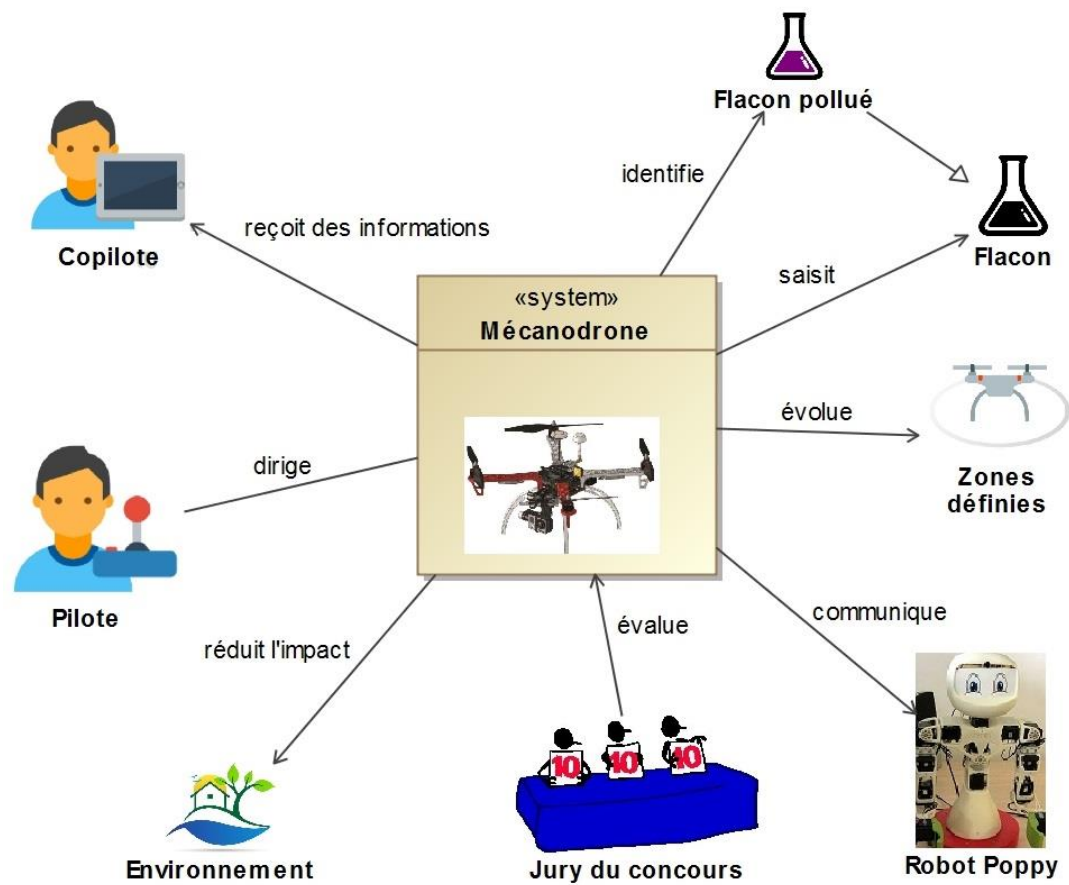 Flacon pollué
identifie
Flacon
reçoit des informations
Copilote
saisit
«system»
Mécanodrone
évolue
Zones
définies
dirige
Pilote
communique
évalue
réduit l'impact
10
10
10
Environnement
Jury du concours
Robot Poppy